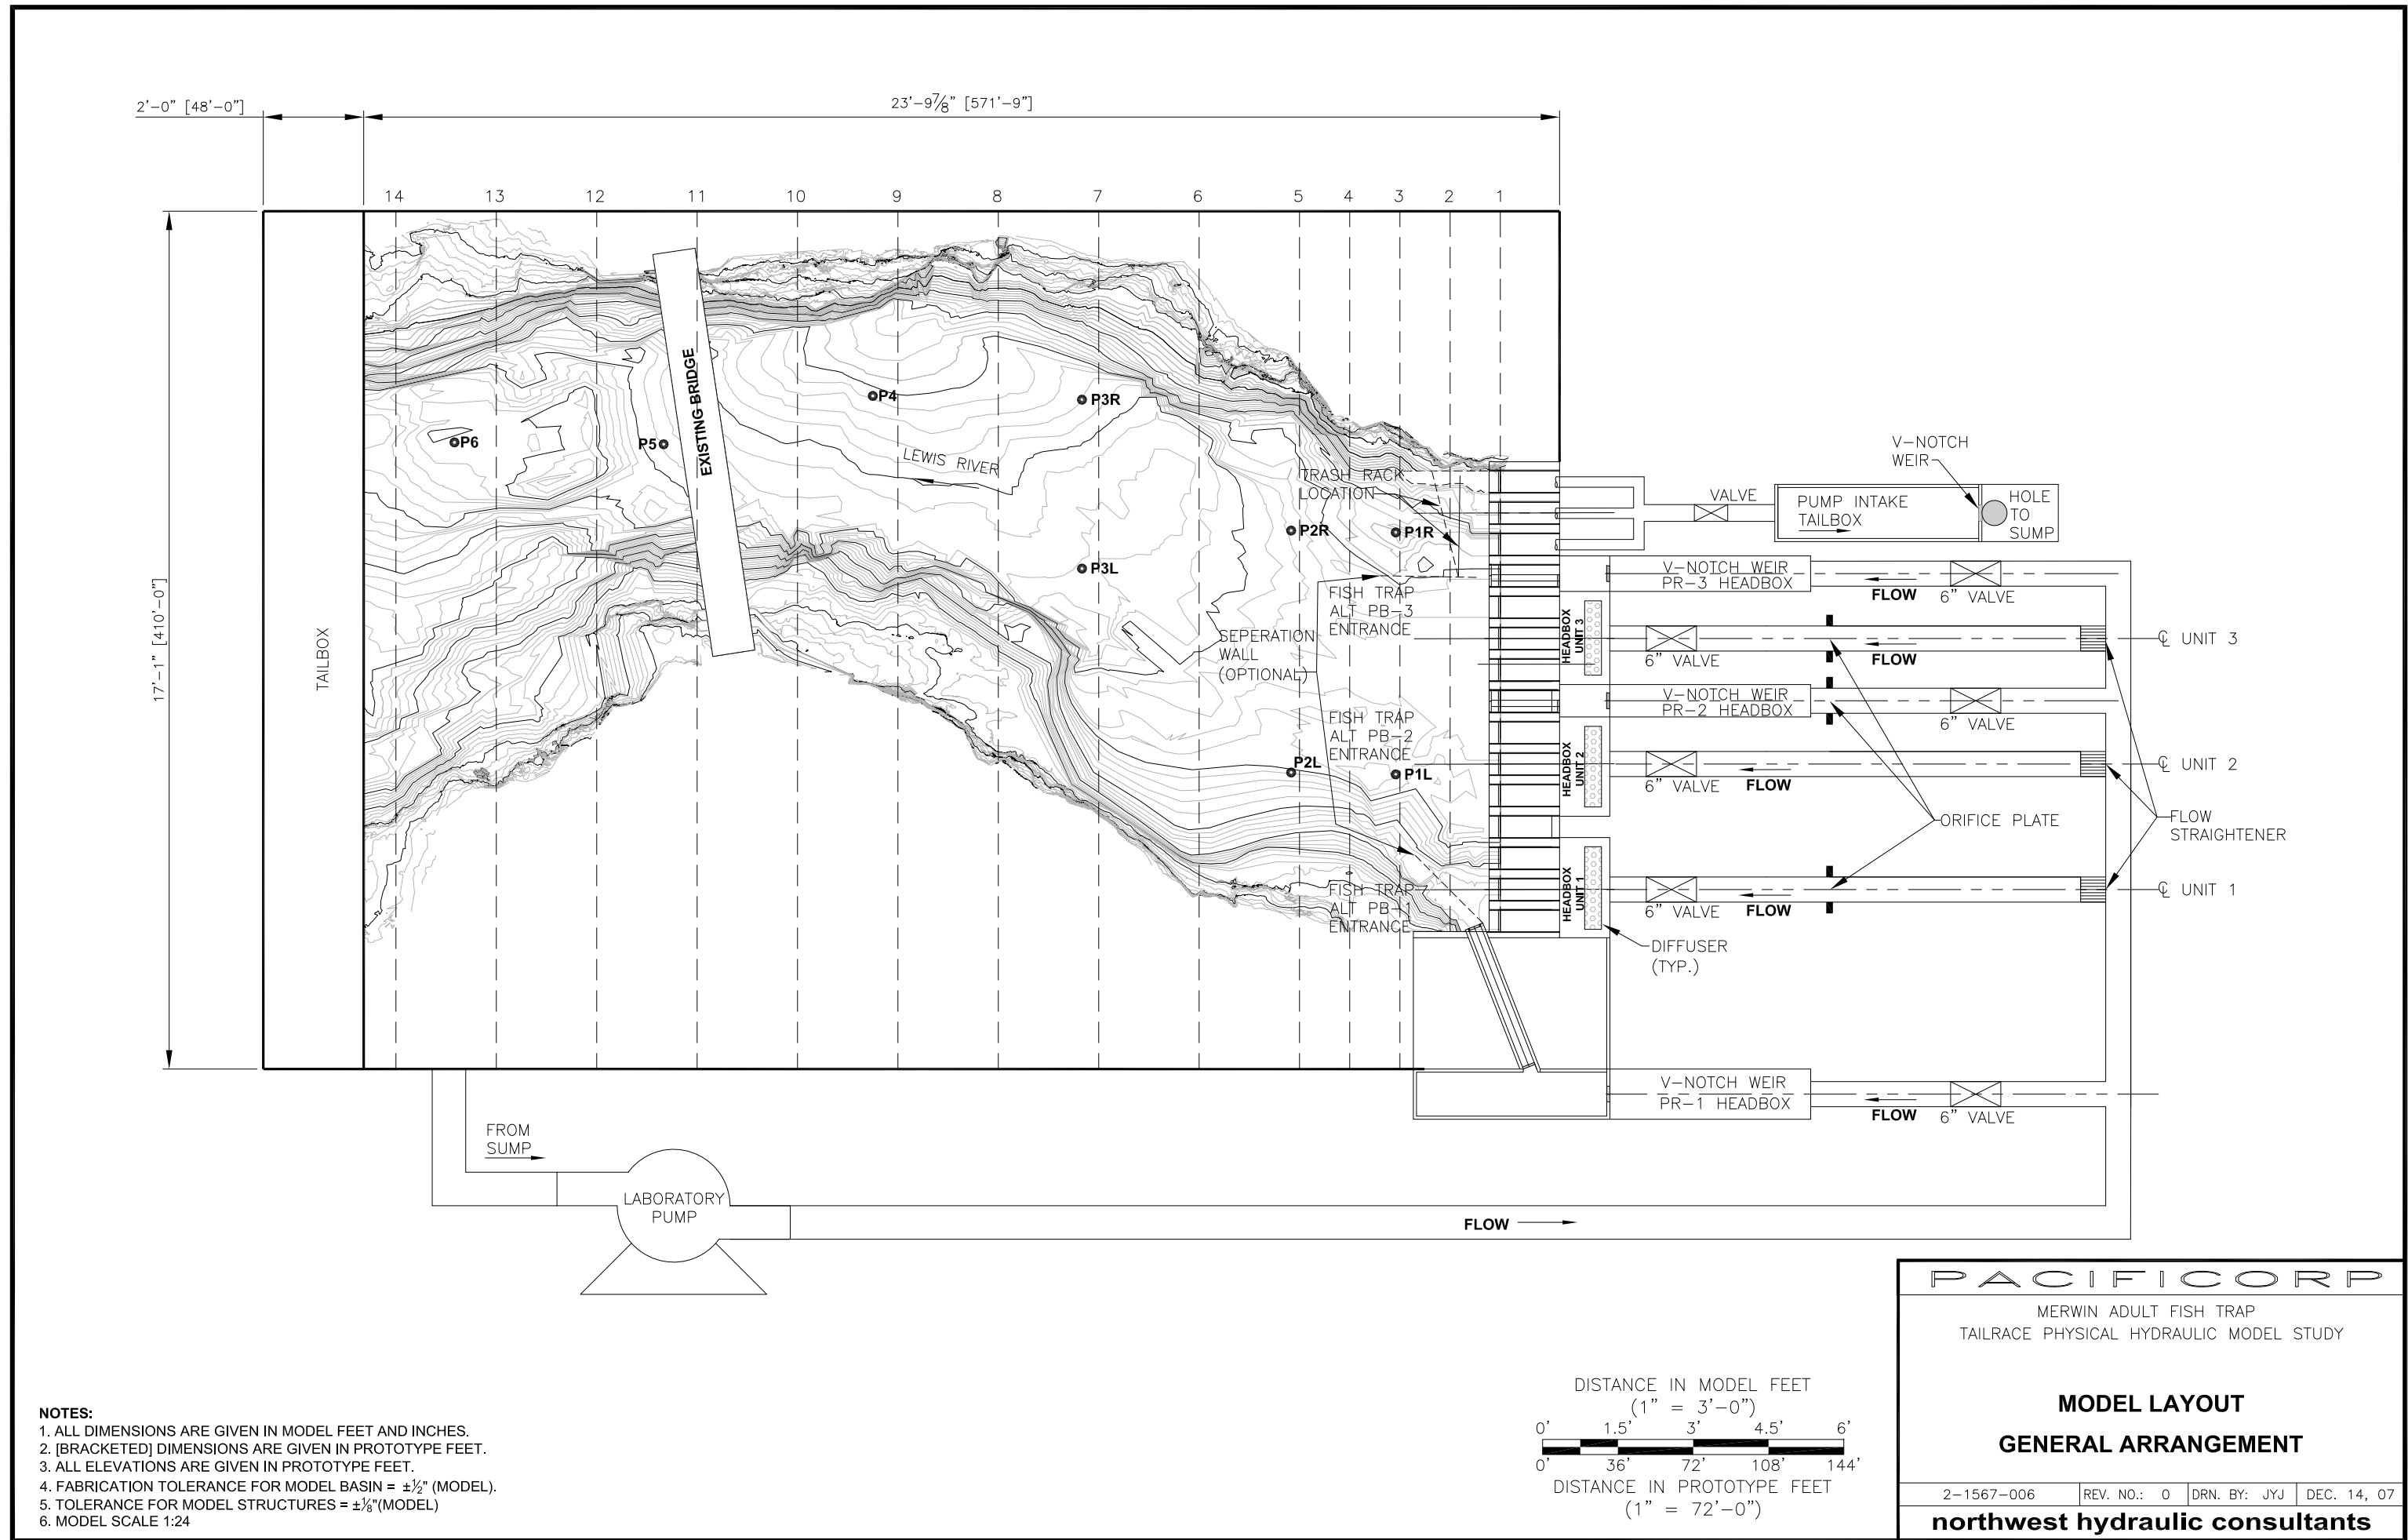 2'-0" [48'-0"]
23'-9⅞" [571'-9"]
14 13 12 11 10 9 8 7 6 5 4 3 2 1
17'-1" [410'-0"]
TAILBOX
EXISTING BRIDGE
P6
P5
P4
P3R
LEWIS RIVER
P3L
P2R
P1R
P2L
P1L
TRASH RACK
LOCATION
FISH TRAP
ALT PB-3
ENTRANCE
SEPERATION
WALL
(OPTIONAL)
FISH TRAP
ALT PB-2
ENTRANCE
FISH TRAP
ALT PB-1
ENTRANCE
V-NOTCH
WEIR
VALVE
PUMP INTAKE
TAILBOX
HOLE
TO
SUMP
V-NOTCH WEIR
PR-3 HEADBOX
FLOW
6" VALVE
HEADBOX
UNIT 3
6" VALVE
FLOW
℄ UNIT 3
V-NOTCH WEIR
PR-2 HEADBOX
6" VALVE
HEADBOX
UNIT 2
6" VALVE
FLOW
℄ UNIT 2
ORIFICE PLATE
FLOW
STRAIGHTENER
HEADBOX
UNIT 1
6" VALVE
FLOW
℄ UNIT 1
DIFFUSER
(TYP.)
V-NOTCH WEIR
PR-1 HEADBOX
FLOW
6" VALVE
FROM
SUMP
LABORATORY
PUMP
FLOW
NOTES:
1. ALL DIMENSIONS ARE GIVEN IN MODEL FEET AND INCHES.
2. [BRACKETED] DIMENSIONS ARE GIVEN IN PROTOTYPE FEET.
3. ALL ELEVATIONS ARE GIVEN IN PROTOTYPE FEET.
4. FABRICATION TOLERANCE FOR MODEL BASIN = ±½" (MODEL).
5. TOLERANCE FOR MODEL STRUCTURES = ±⅛"(MODEL)
6. MODEL SCALE 1:24
DISTANCE IN MODEL FEET
(1" = 3'-0")
0' 1.5' 3' 4.5' 6'
0' 36' 72' 108' 144'
DISTANCE IN PROTOTYPE FEET
(1" = 72'-0")
PACIFICORP
MERWIN ADULT FISH TRAP
TAILRACE PHYSICAL HYDRAULIC MODEL STUDY
MODEL LAYOUT
GENERAL ARRANGEMENT
2-1567-006 REV. NO.: 0 DRN. BY: JYJ DEC. 14, 07
northwest hydraulic consultants